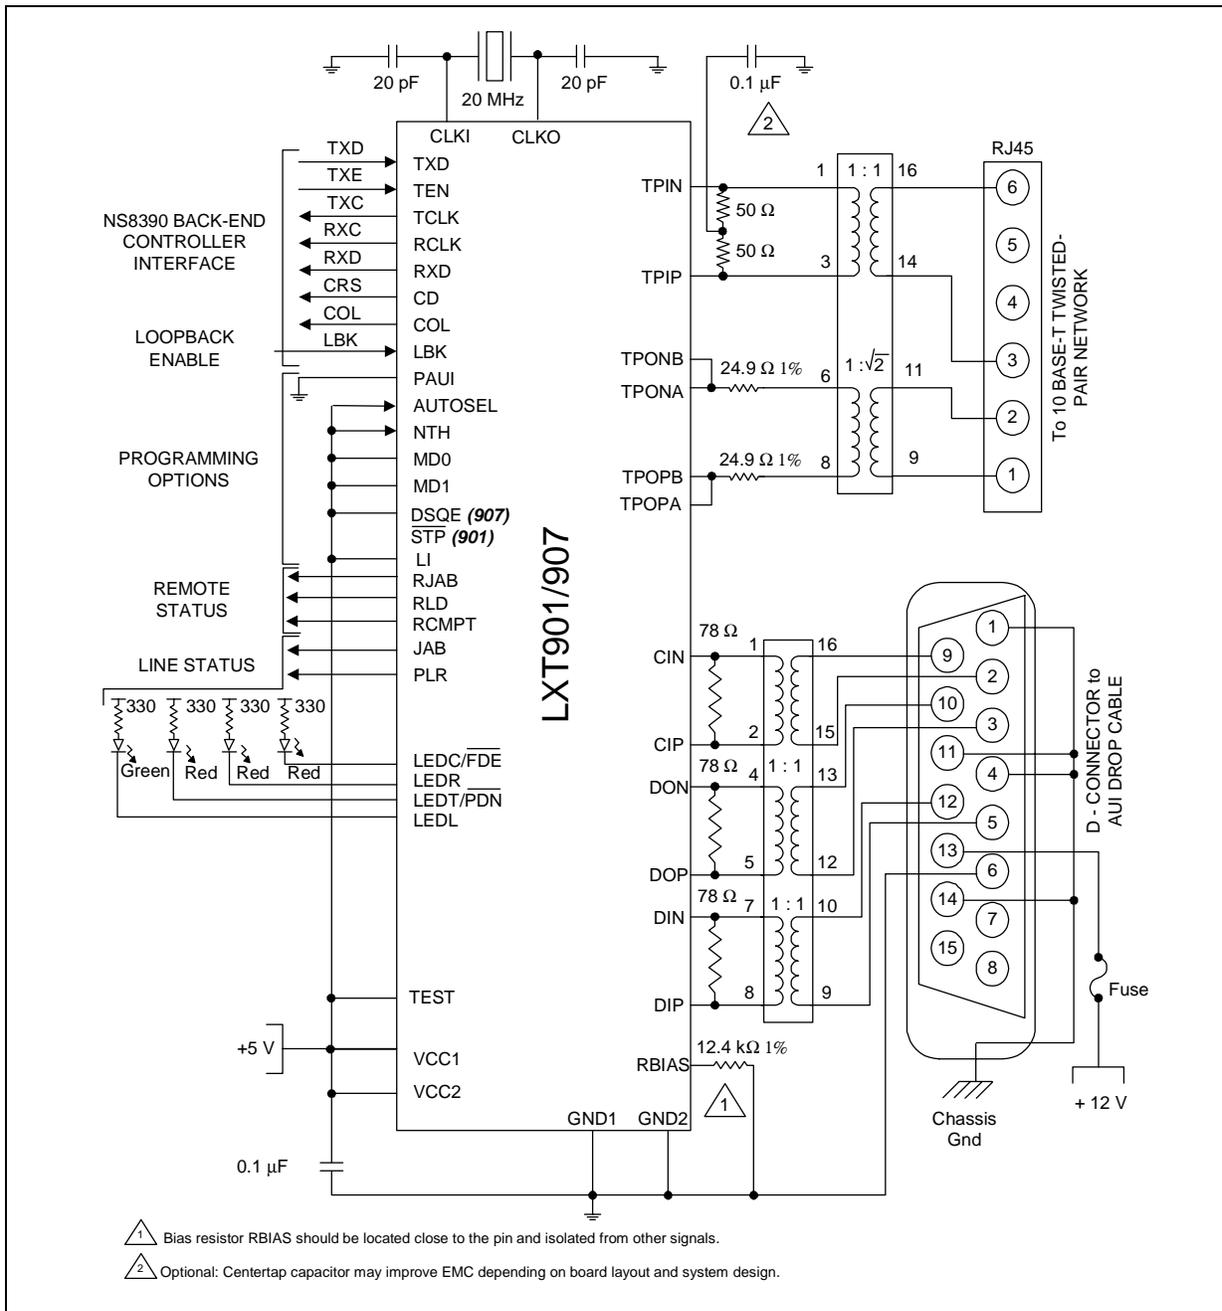 20 pF
20 MHz
20 pF
0.1 µF
2
CLKI
CLKO
NS8390 BACK-END
CONTROLLER
INTERFACE
LOOPBACK
ENABLE
PROGRAMMING
OPTIONS
REMOTE
STATUS
LINE STATUS
TXD
TXE
TXC
RXC
RXD
CRS
COL
LBK
TXD
TEN
TCLK
RCLK
RXD
CD
COL
LBK
PAUI
AUTOSEL
NTH
MD0
MD1
DSQE (907)
STP (901)
LI
RJAB
RLD
RCMPT
JAB
PLR
330
330
330
330
Green
Red
Red
Red
LEDC/FDE
LEDR
LEDT/PDN
LEDL
TEST
+5 V
VCC1
VCC2
0.1 µF
GND1
GND2
LXT901/907
TPIN
TPIP
50 Ω
50 Ω
1
1 : 1
16
3
14
TPONB
TPONA
24.9 Ω 1%
6
1 :√2
11
TPOPB
TPOPA
24.9 Ω 1%
8
9
RJ45
6
5
4
3
2
1
To 10 BASE-T TWISTED-
PAIR NETWORK
CIN
78 Ω
1
16
CIP
2
15
78 Ω
1 : 1
DON
4
13
DOP
5
12
78 Ω
DIN
7
1 : 1
10
DIP
8
9
RBIAS
12.4 kΩ 1%
1
1
9
2
10
3
11
4
12
5
13
6
14
7
15
8
D - CONNECTOR to
AUI DROP CABLE
Fuse
+ 12 V
Chassis
Gnd
1 Bias resistor RBIAS should be located close to the pin and isolated from other signals.
2 Optional: Centertap capacitor may improve EMC depending on board layout and system design.